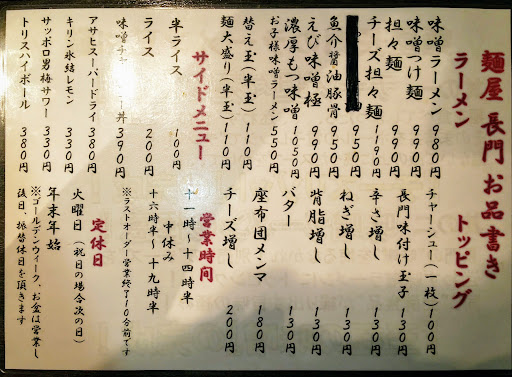 麺屋 長門 お品書き
ラーメン
味噌ラーメン 980円
味噌つけ麺 990円
担々麺 990円
チーズ担々麺 1190円
950円
魚介醤油豚骨 950円
えび味噌極 990円
濃厚もつ味噌 1050円
お子様味噌ラーメン 550円
替え玉(半玉) 110円
麺大盛り(半玉) 110円
サイドメニュー
半ライス 100円
ライス 200円
味噌チャ 丼 390円
アサヒスーパードライ 380円
キリン氷結レモン 330円
サッポロ男梅サワー 330円
トリスハイボール 380円
トッピング
チャーシュー(一枚) 100円
長門味付け玉子 130円
辛さ増し 130円
ねぎ増し 130円
背脂増し 130円
バター 130円
座布団メンマ 180円
チーズ増し 200円
営業時間
十一時〜十四時半
中休み
十六時半〜十九時半
※ラストオーダー営業終了10分前です
定休日
火曜日(祝日の場合次の日)
年末年始
※ゴールデンウィーク、お盆は営業し
後日、振替休日を頂きます